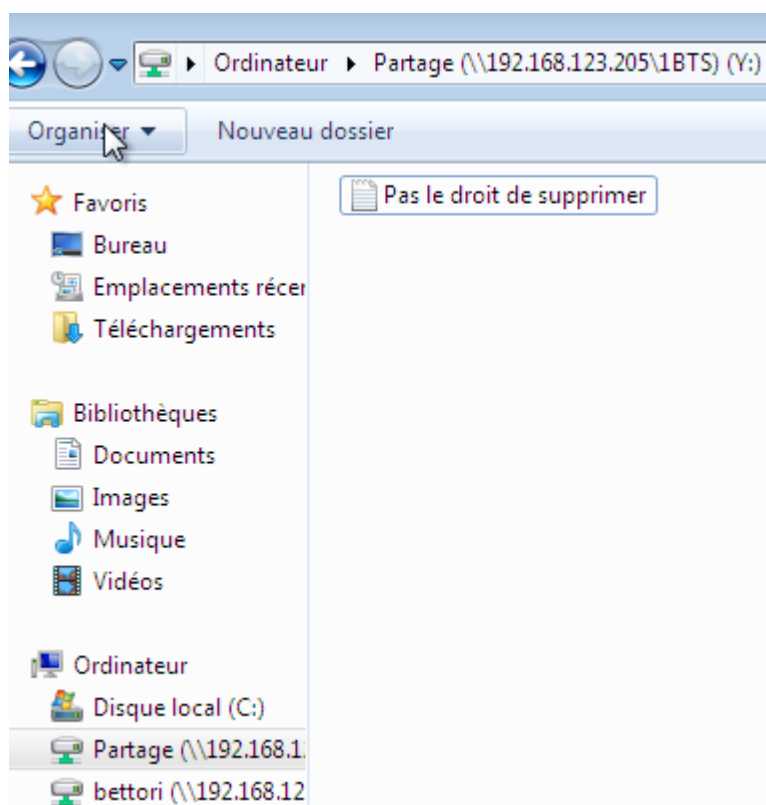 Ordinateur ▸ Partage (\\192.168.123.205\1BTS) (Y:)
Organiser Nouveau dossier
Favoris
Pas le droit de supprimer
Bureau
Emplacements récer
Téléchargements
Bibliothèques
Documents
Images
Musique
Vidéos
Ordinateur
Disque local (C:)
Partage (\\192.168.1
bettori (\\192.168.12